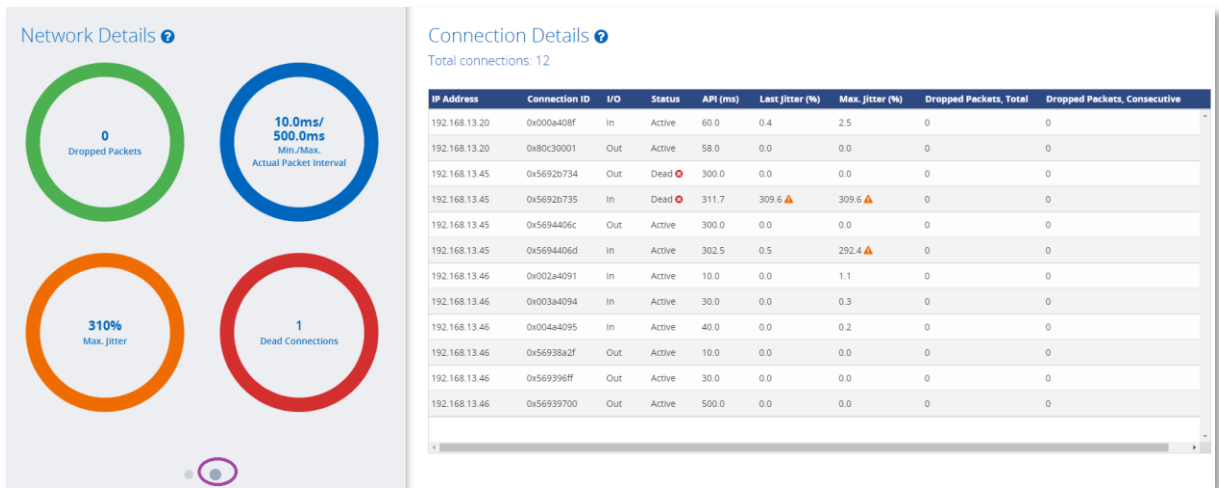 Network Details ?
0
Dropped Packets
10.0ms/
500.0ms
Min./Max.
Actual Packet Interval
310%
Max. Jitter
1
Dead Connections
Connection Details ?
Total connections: 12
IP Address Connection ID I/O Status API (ms) Last Jitter (%) Max. Jitter (%) Dropped Packets, Total Dropped Packets, Consecutive
192.168.13.20 0x000a408f In Active 60.0 0.4 2.5 0 0
192.168.13.20 0x80c30001 Out Active 58.0 0.0 0.0 0 0
192.168.13.45 0x5692b734 Out Dead 300.0 0.0 0.0 0 0
192.168.13.45 0x5692b735 In Dead 311.7 309.6 309.6 0 0
192.168.13.45 0x5694406c Out Active 300.0 0.0 0.0 0 0
192.168.13.45 0x5694406d In Active 302.5 0.5 292.4 0 0
192.168.13.46 0x002a4091 In Active 10.0 0.0 1.1 0 0
192.168.13.46 0x003a4094 In Active 30.0 0.0 0.3 0 0
192.168.13.46 0x004a4095 In Active 40.0 0.0 0.2 0 0
192.168.13.46 0x56938a2f Out Active 10.0 0.0 0.0 0 0
192.168.13.46 0x569396ff Out Active 30.0 0.0 0.0 0 0
192.168.13.46 0x56939700 Out Active 500.0 0.0 0.0 0 0